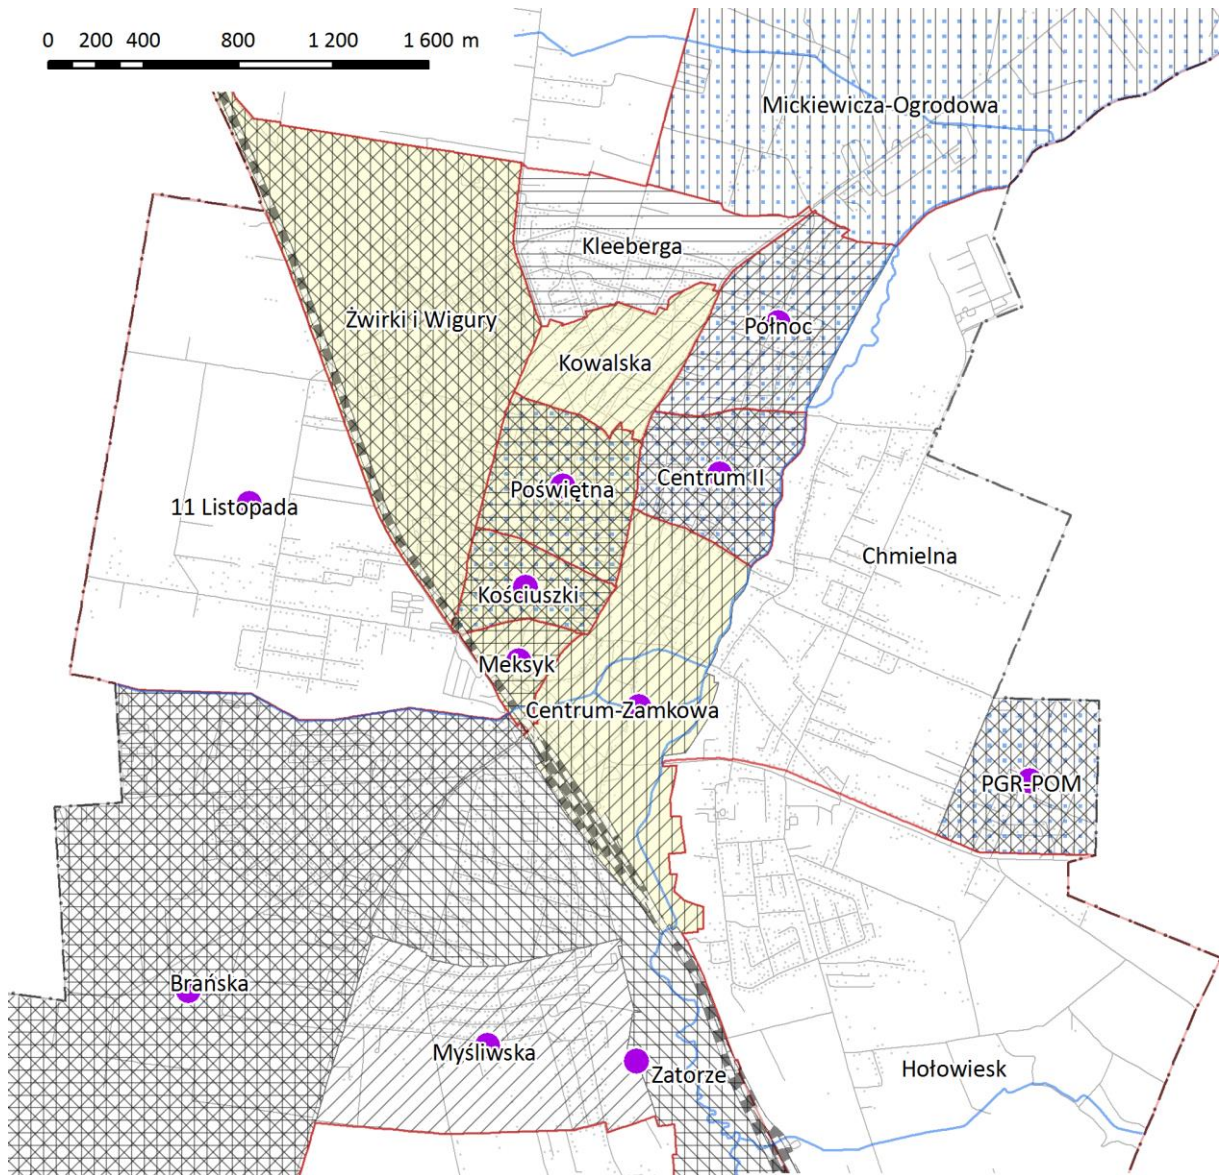 0 200 400 800 1 200 1 600 m
Mickiewicza-Ogrodowa
Kleeberga
Żwirki i Wigury
Północ
Kowalska
Centrum II
Poświętna
11 Listopada
Chmielna
Kościuszki
Meksyk
Centrum-Zamkowa
PGR-POM
Brańska
Myśliwska
Zatorze
Hołowiesk